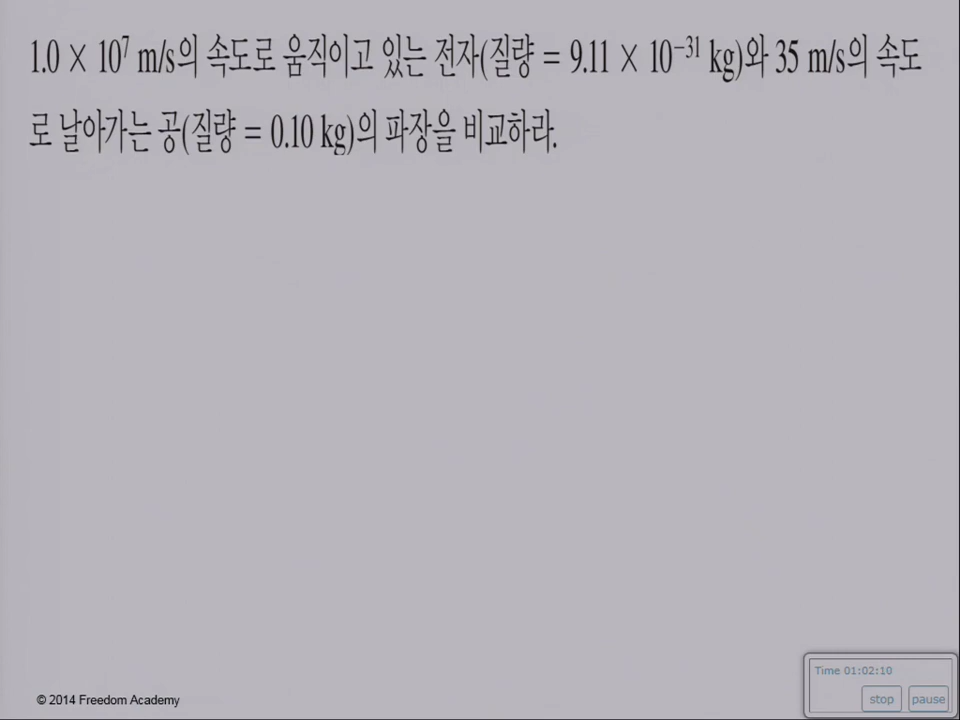 1.0 × 10⁷ m/s의 속도로 움직이고 있는 전자(질량 = 9.11 × 10⁻³¹ kg)와 35 m/s의 속도
로 날아가는 공(질량 = 0.10 kg)의 파장을 비교하라.
Time 01:02:10
stop pause
© 2014 Freedom Academy